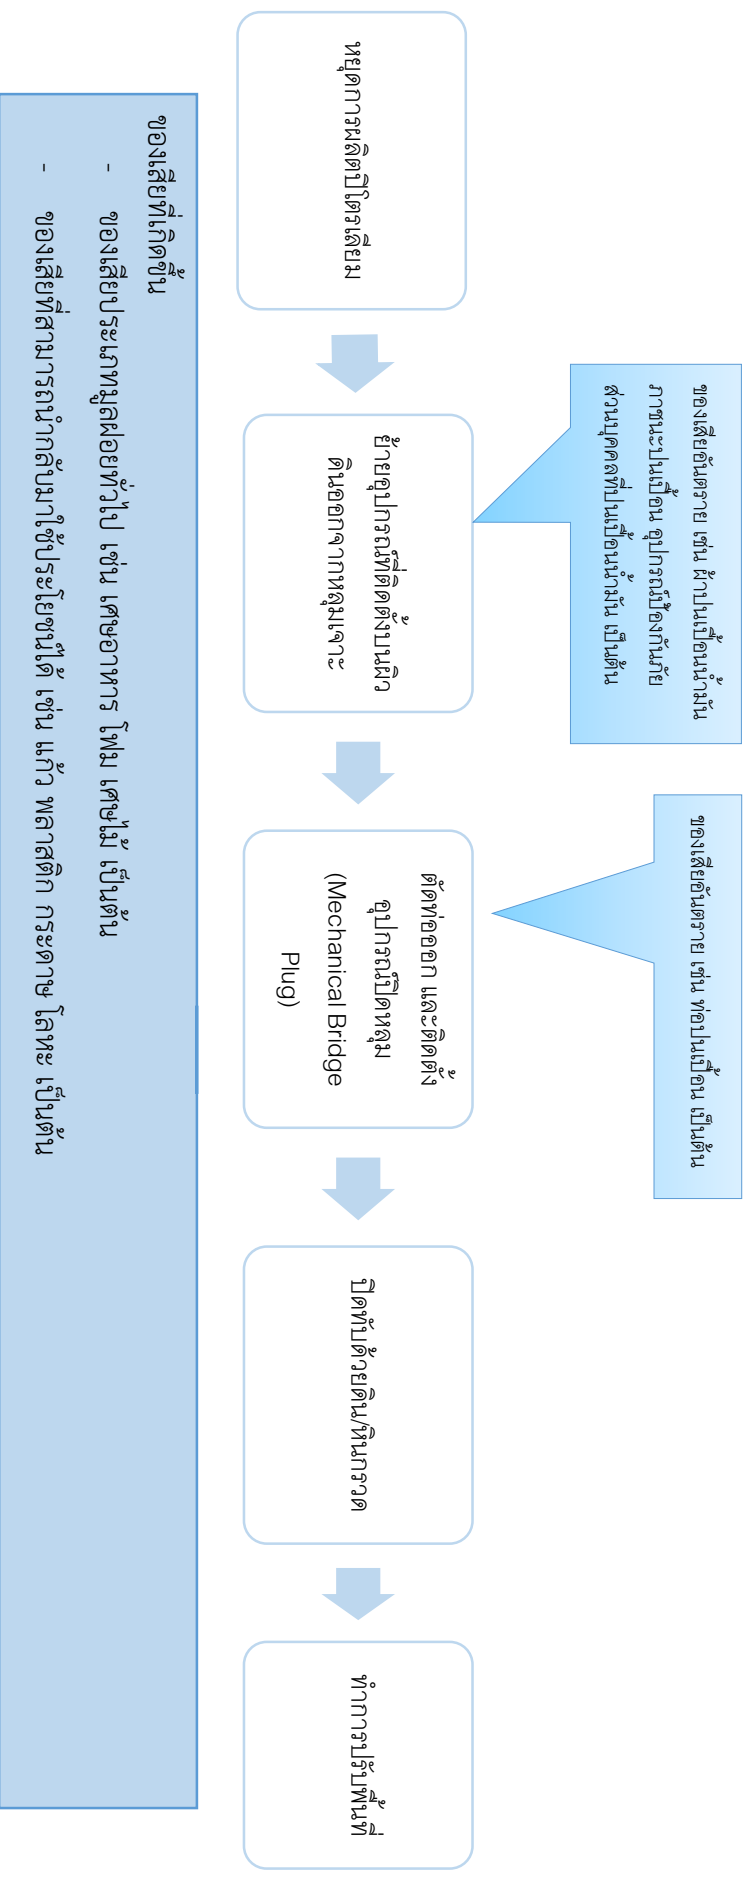 ของเสียอันตราย เช่น ผ้าปนเปื้อนน้ำมัน
ภาชนะปนเปื้อน อุปกรณ์ป้องกันภัย
ส่วนบุคคลที่ปนเปื้อนน้ำมัน เป็นต้น
ของเสียอันตราย เช่น ท่อปนเปื้อน เป็นต้น
หยุดการผลิตปิโตรเลียม
ย้ายอุปกรณ์ที่ติดตั้งบนผิว
ดินออกจากหลุมเจาะ
ตัดท่อออก และติดตั้ง
อุปกรณ์ปิดหลุม
(Mechanical Bridge
Plug)
ปิดทับด้วยดิน/หินกรวด
ทำการปรับพื้นที่
ของเสียที่เกิดขึ้น
- ของเสียประเภทมูลฝอยทั่วไป เช่น เศษอาหาร โฟม เศษไม้ เป็นต้น
- ของเสียที่สามารถนำกลับมาใช้ประโยชน์ได้ เช่น แก้ว พลาสติก กระดาษ โลหะ เป็นต้น